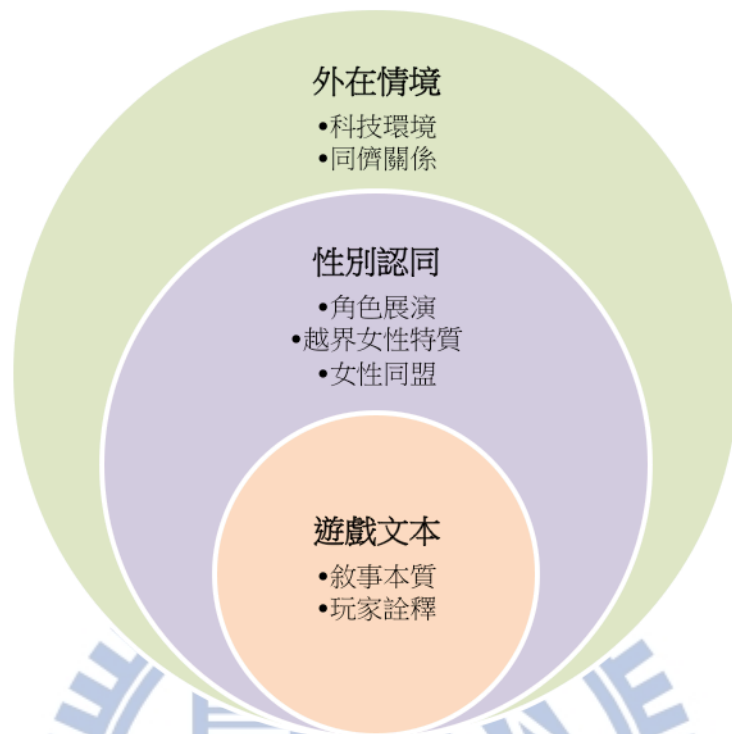 外在情境
•科技環境
•同儕關係
性別認同
•角色展演
•越界女性特質
•女性同盟
遊戲文本
•敘事本質
•玩家詮釋